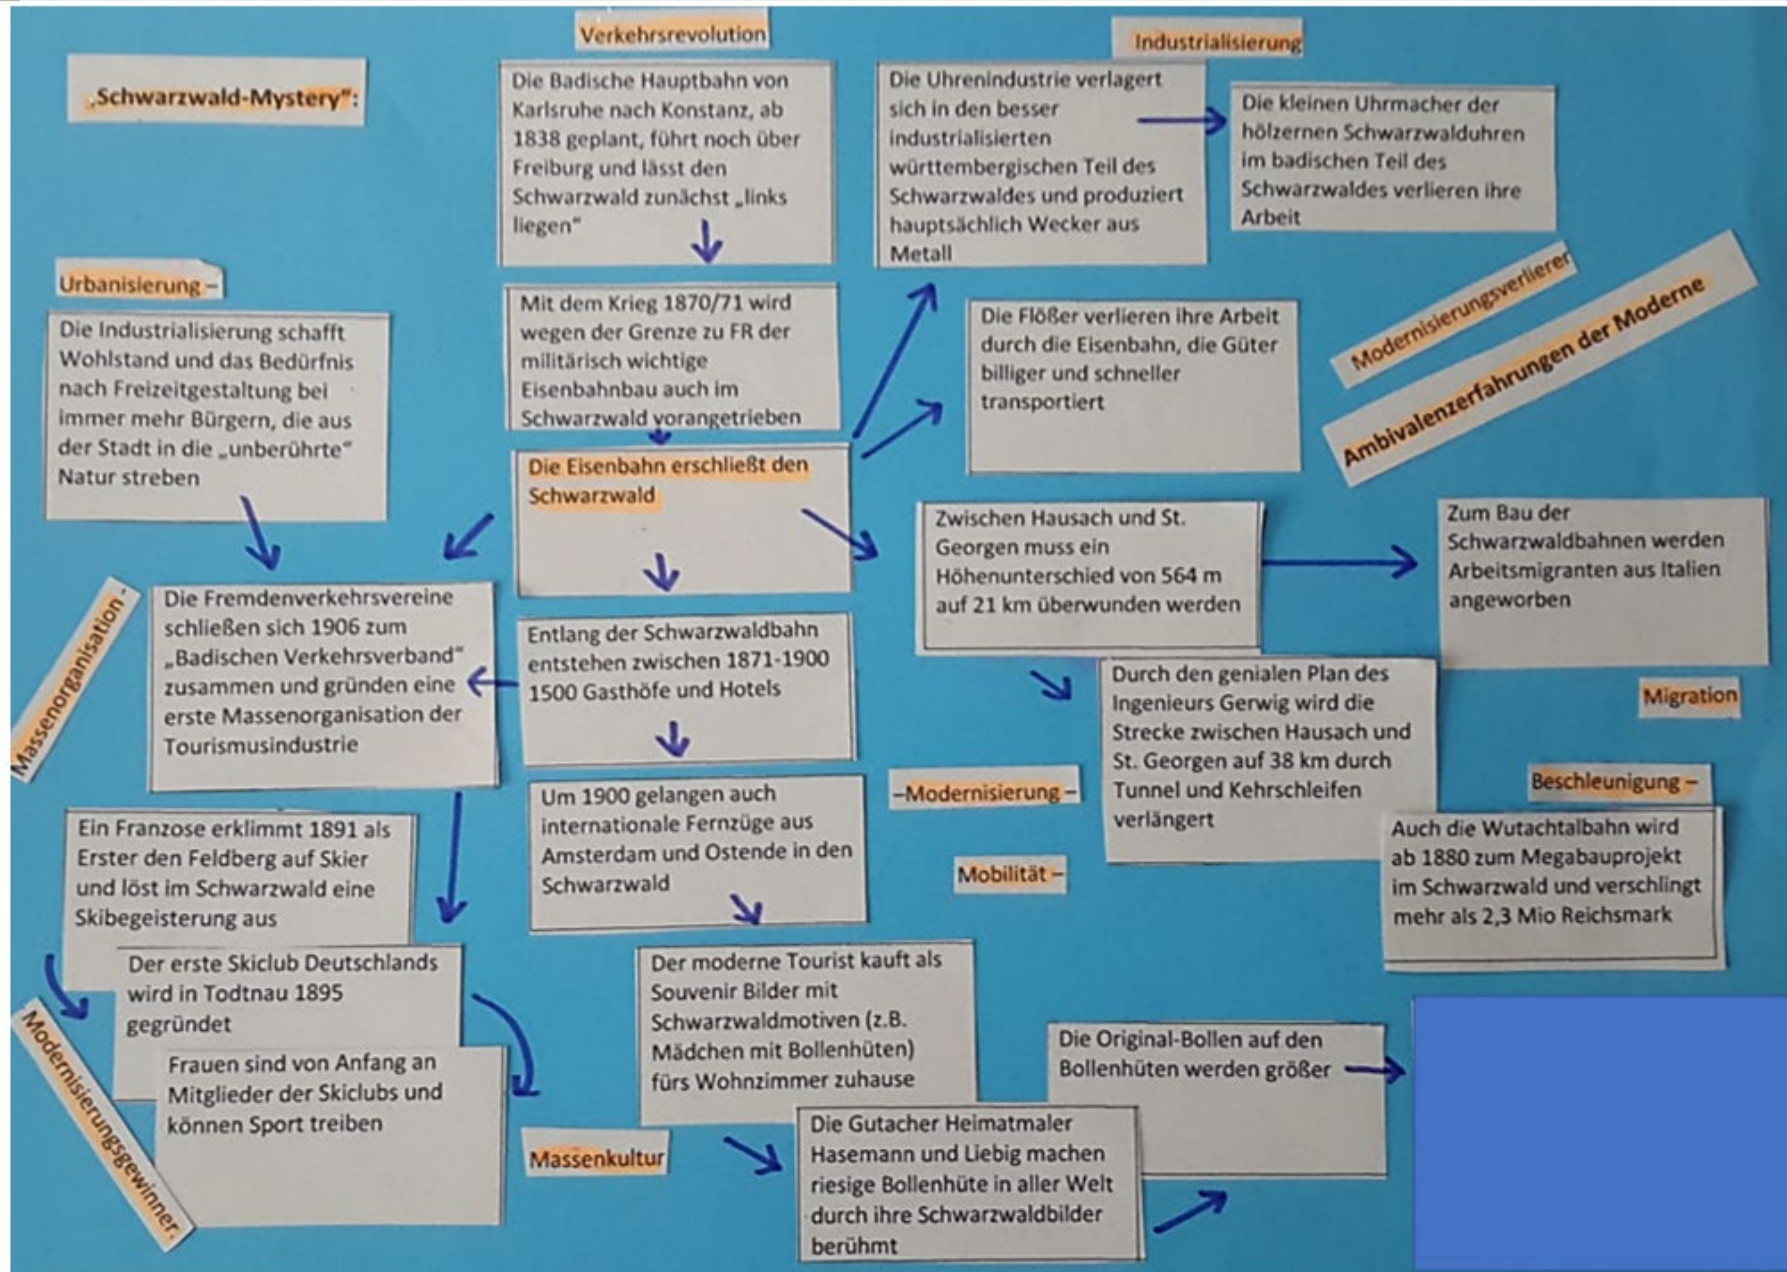 „Schwarzwald-Mystery“:
Verkehrsrevolution
Die Badische Hauptbahn von
Karlsruhe nach Konstanz, ab
1838 geplant, führt noch über
Freiburg und lässt den
Schwarzwald zunächst „links
liegen“
Industrialisierung
Die Uhrenindustrie verlagert
sich in den besser
industrialisierten
württembergischen Teil des
Schwarzwaldes und produziert
hauptsächlich Wecker aus
Metall
Die kleinen Uhrmacher der
hölzernen Schwarzwalduhren
im badischen Teil des
Schwarzwaldes verlieren ihre
Arbeit
Urbanisierung –
Die Industrialisierung schafft
Wohlstand und das Bedürfnis
nach Freizeitgestaltung bei
immer mehr Bürgern, die aus
der Stadt in die „unberührte“
Natur streben
Mit dem Krieg 1870/71 wird
wegen der Grenze zu FR der
militärisch wichtige
Eisenbahnbau auch im
Schwarzwald vorangetrieben
Die Flößer verlieren ihre Arbeit
durch die Eisenbahn, die Güter
billiger und schneller
transportiert
Modernisierungsverlierer
Ambivalenzerfahrungen der Moderne
Die Eisenbahn erschließt den
Schwarzwald
Zwischen Hausach und St.
Georgen muss ein
Höhenunterschied von 564 m
auf 21 km überwunden werden
Zum Bau der
Schwarzwaldbahnen werden
Arbeitsmigranten aus Italien
angeworben
Migration
Massenorganisation -
Die Fremdenverkehrsvereine
schließen sich 1906 zum
„Badischen Verkehrsverband“
zusammen und gründen eine
erste Massenorganisation der
Tourismusindustrie
Entlang der Schwarzwaldbahn
entstehen zwischen 1871-1900
1500 Gasthöfe und Hotels
Durch den genialen Plan des
Ingenieurs Gerwig wird die
Strecke zwischen Hausach und
St. Georgen auf 38 km durch
Tunnel und Kehrschleifen
verlängert
–Modernisierung –
Mobilität –
Beschleunigung –
Auch die Wutachtalbahn wird
ab 1880 zum Megabauprojekt
im Schwarzwald und verschlingt
mehr als 2,3 Mio Reichsmark
Um 1900 gelangen auch
internationale Fernzüge aus
Amsterdam und Ostende in den
Schwarzwald
Ein Franzose erklimmt 1891 als
Erster den Feldberg auf Skier
und löst im Schwarzwald eine
Skibegeisterung aus
Der erste Skiclub Deutschlands
wird in Todtnau 1895
gegründet
Frauen sind von Anfang an
Mitglieder der Skiclubs und
können Sport treiben
Modernisierungsgewinner.
Massenkultur
Der moderne Tourist kauft als
Souvenir Bilder mit
Schwarzwaldmotiven (z.B.
Mädchen mit Bollenhüten)
fürs Wohnzimmer zuhause
Die Gutacher Heimatmaler
Hasemann und Liebig machen
riesige Bollenhüte in aller Welt
durch ihre Schwarzwaldbilder
berühmt
Die Original-Bollen auf den
Bollenhüten werden größer